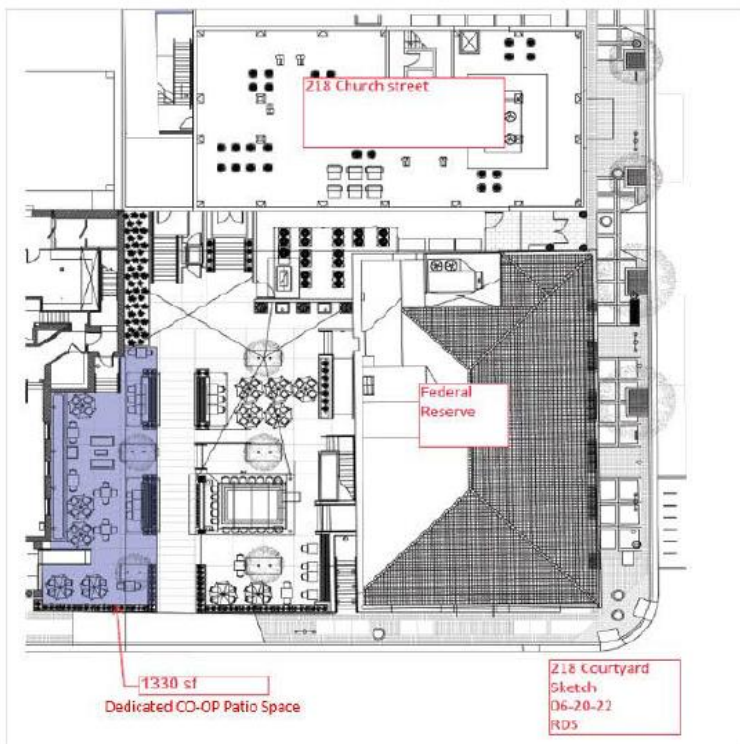 218 Church street
Federal
Reserve
1330 sf
Dedicated CO-OP Patio Space
218 Courtyard
Sketch
06-20-22
RDS